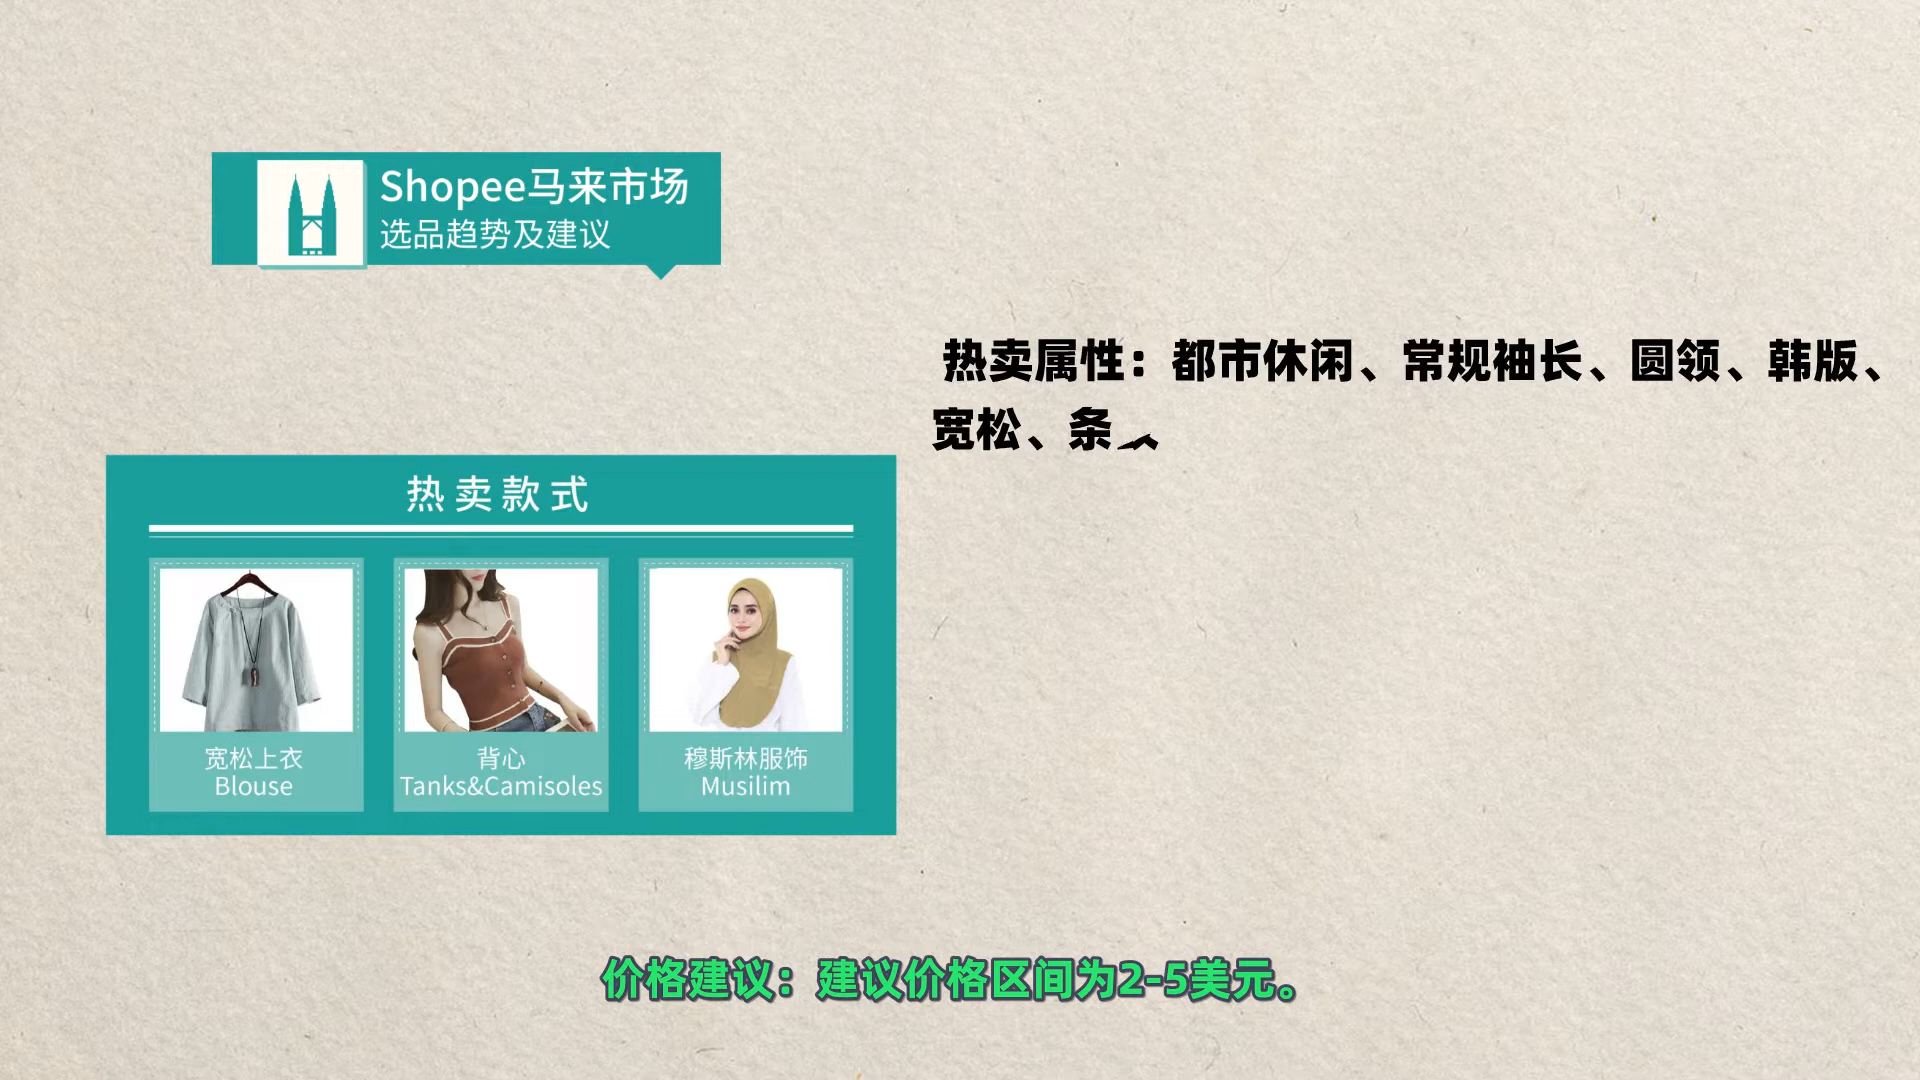 Shopee马来市场
选品趋势及建议
热卖属性：都市休闲、常规袖长、圆领、韩版、
宽松、条
热卖款式
宽松上衣
Blouse
背心
Tanks&Camisoles
穆斯林服饰
Musilim
价格建议：建议价格区间为2-5美元。